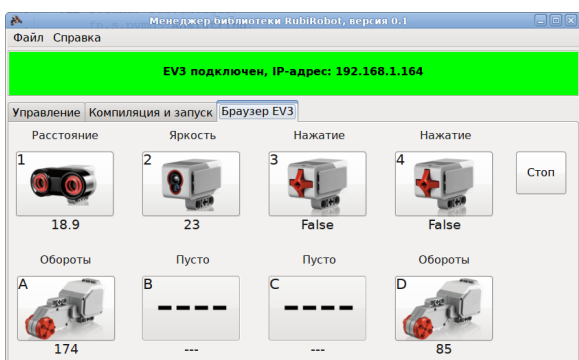 Менеджер библиотеки RubiRobot, версия 0.1
Файл Справка
EV3 подключен, IP-адрес: 192.168.1.164
Управление Компиляция и запуск Браузер EV3
Расстояние Яркость Нажатие Нажатие
1 2 3 4 Стоп
18.9 23 False False
Обороты Пусто Пусто Обороты
A B C D
174 --- --- 85